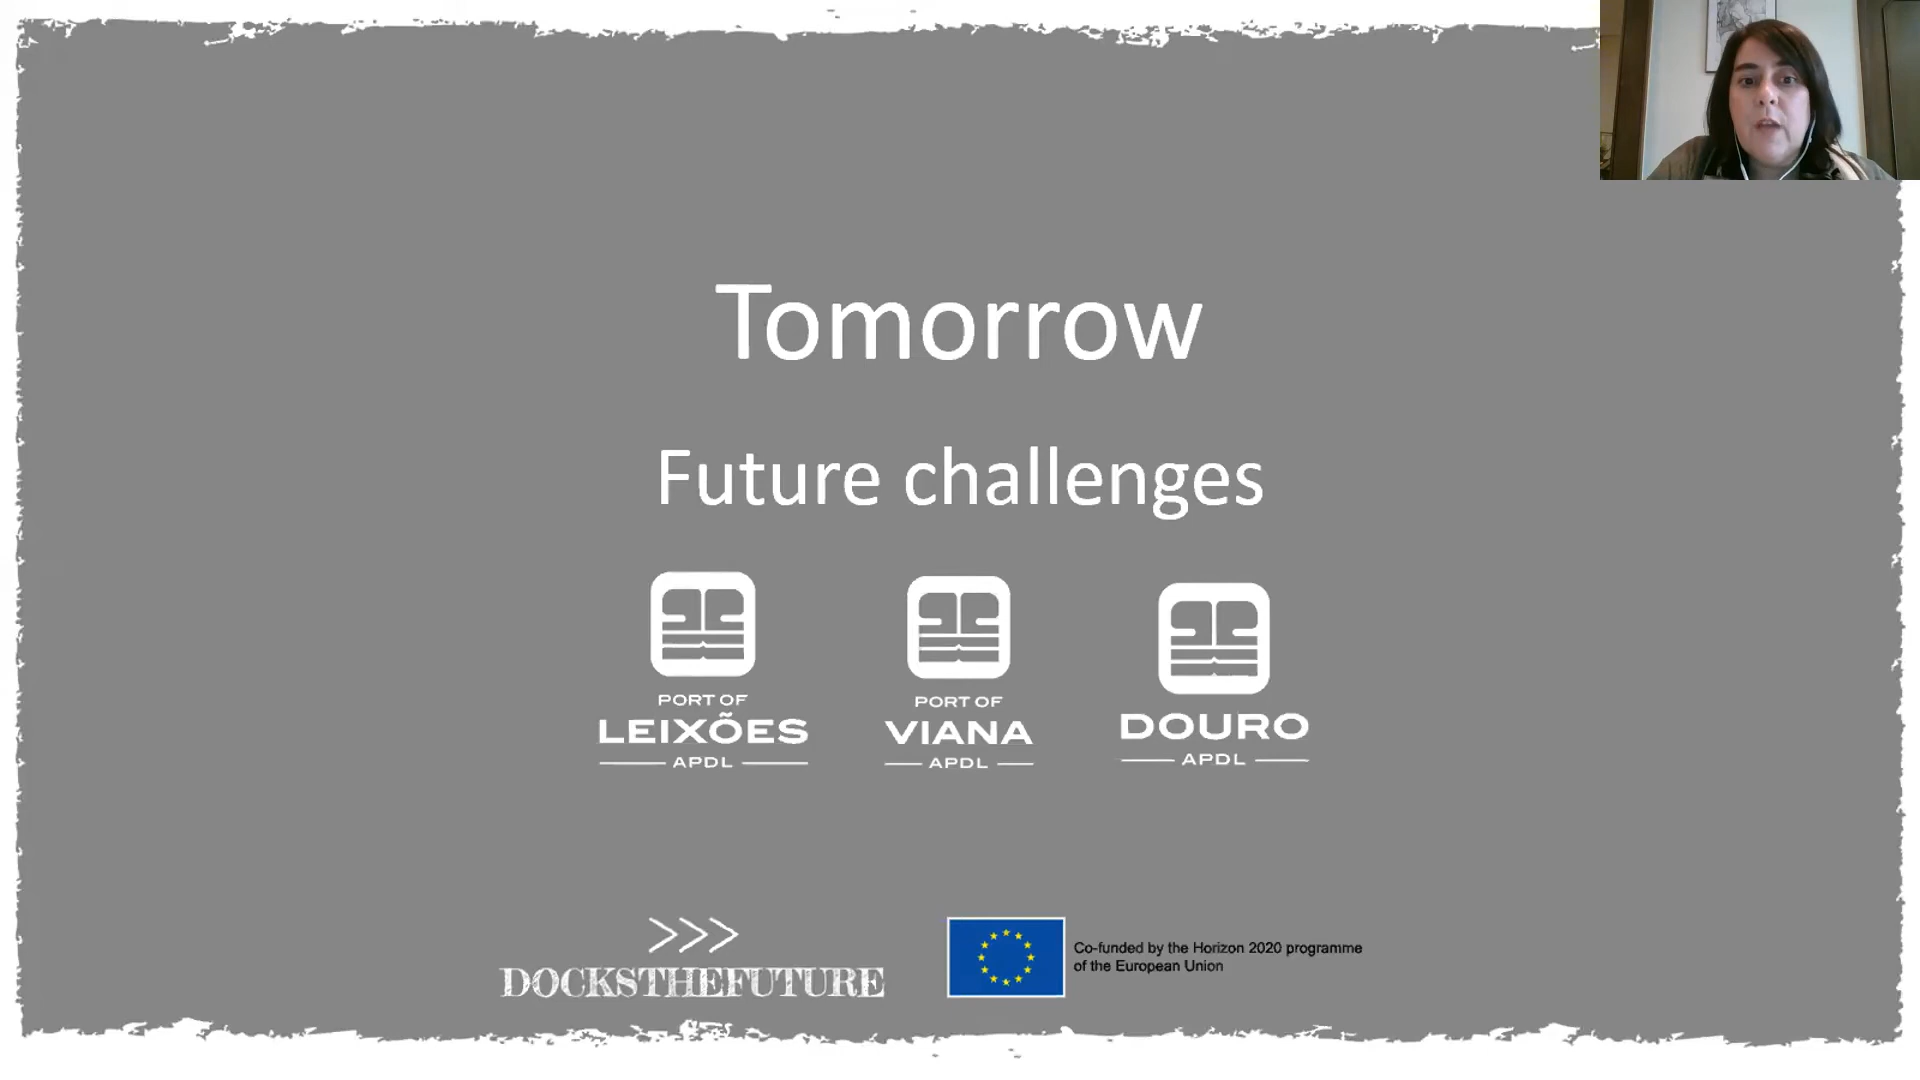 Tomorrow
Future challenges
PORT OF
LEIXÕES
APDL
PORT OF
VIANA
APDL
DOURO
APDL
>>>
DOCKSTHEFUTURE
Co-funded by the Horizon 2020 programme
of the European Union